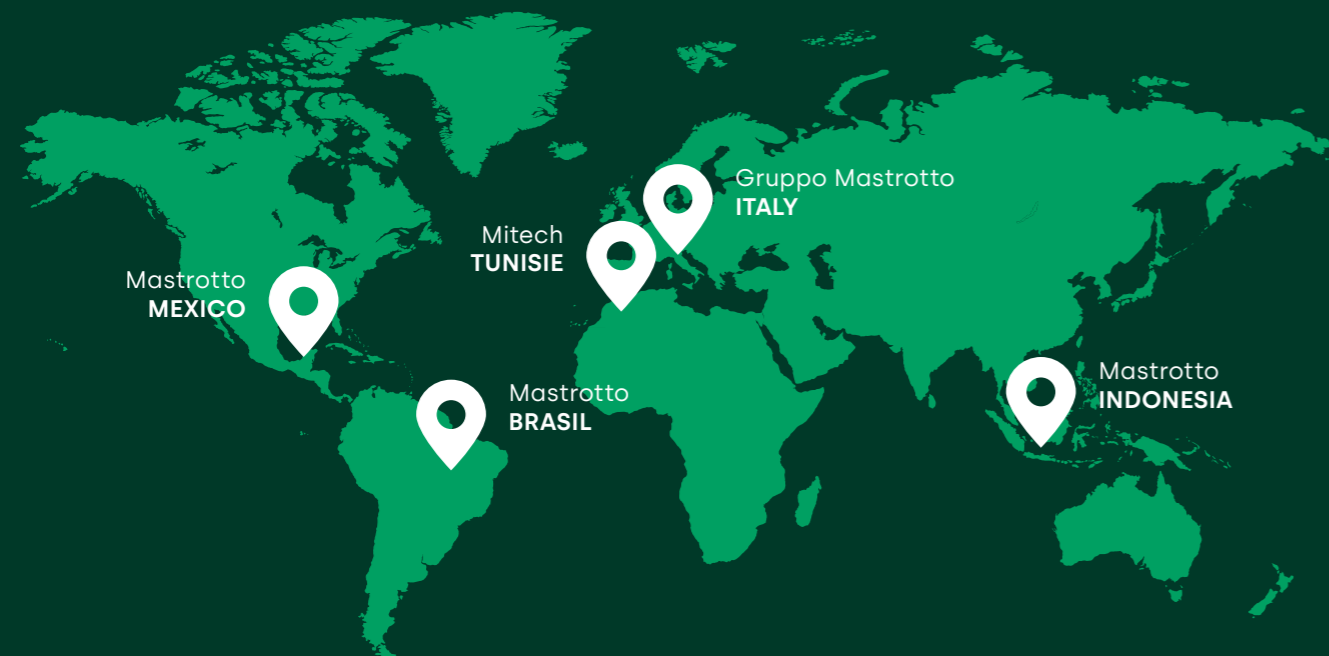 Gruppo Mastrotto
ITALY
Mitech
TUNISIE
Mastrotto
MEXICO
Mastrotto
BRASIL
Mastrotto
INDONESIA